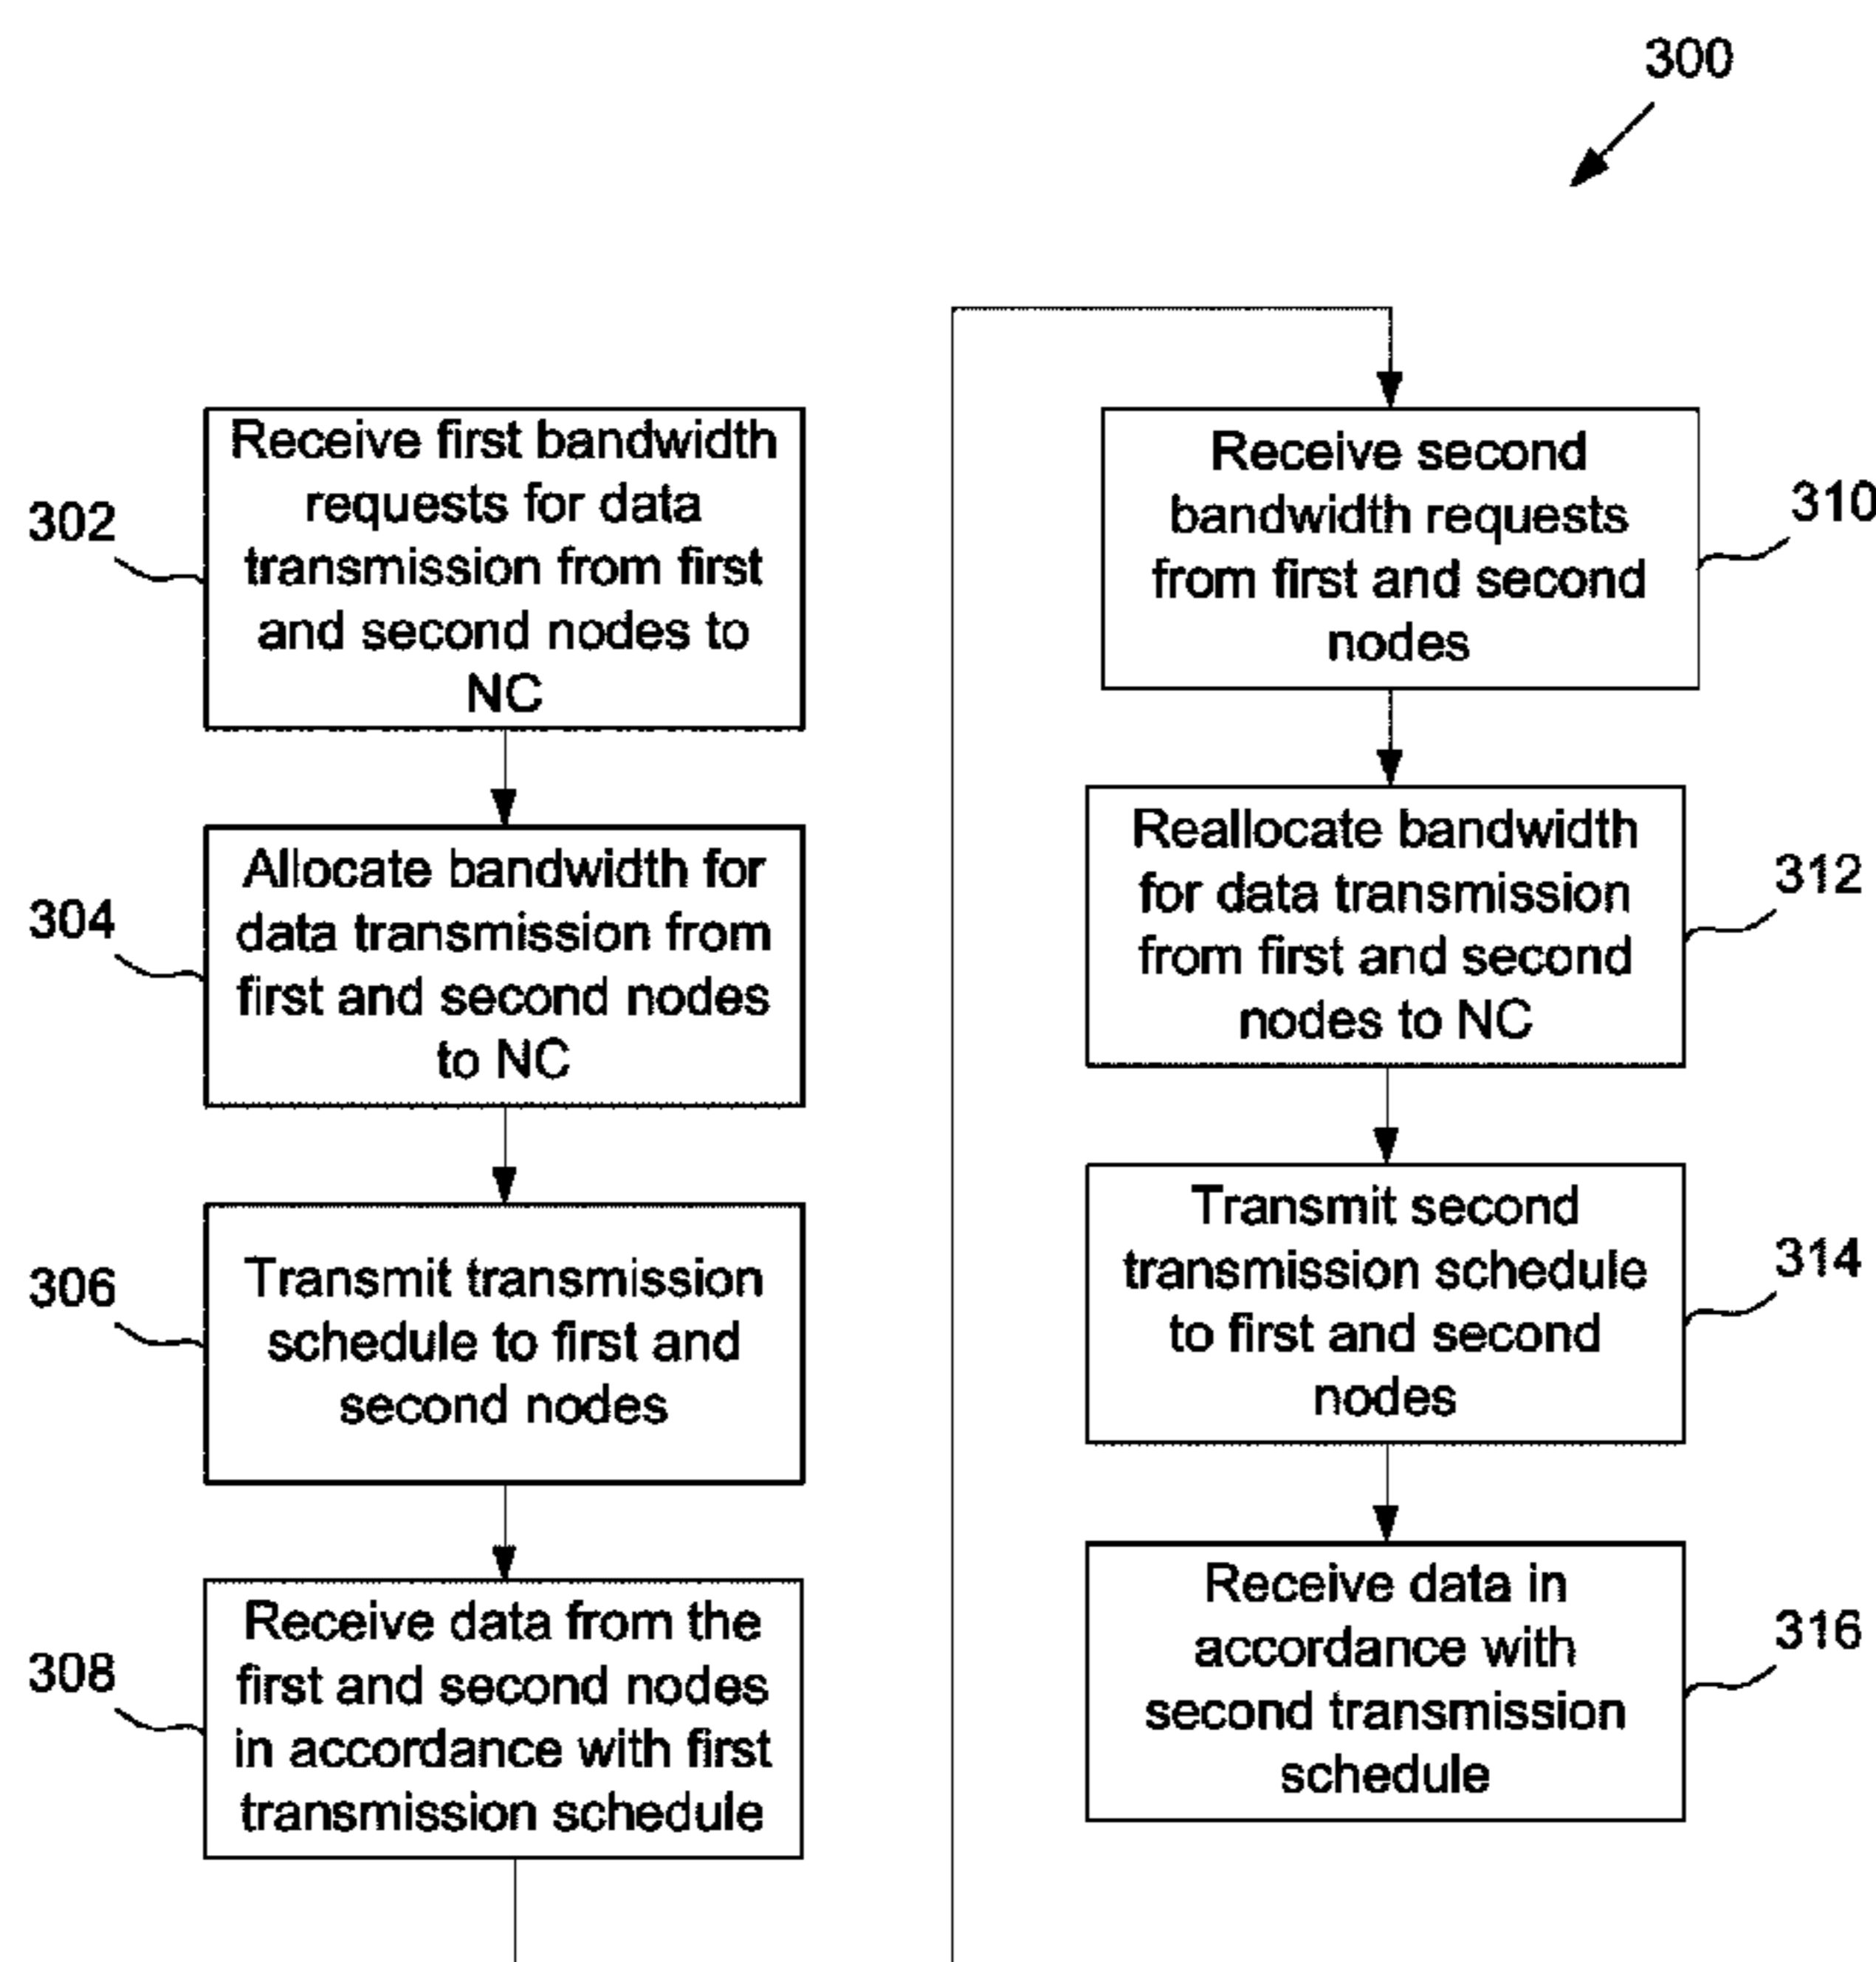 300
302
Receive first bandwidth
requests for data
transmission from first
and second nodes to
NC
304
Allocate bandwidth for
data transmission from
first and second nodes
to NC
306
Transmit transmission
schedule to first and
second nodes
308
Receive data from the
first and second nodes
in accordance with first
transmission schedule
Receive second
bandwidth requests
from first and second
nodes
310
Reallocate bandwidth
for data transmission
from first and second
nodes to NC
312
Transmit second
transmission schedule
to first and second
nodes
314
Receive data in
accordance with
second transmission
schedule
316